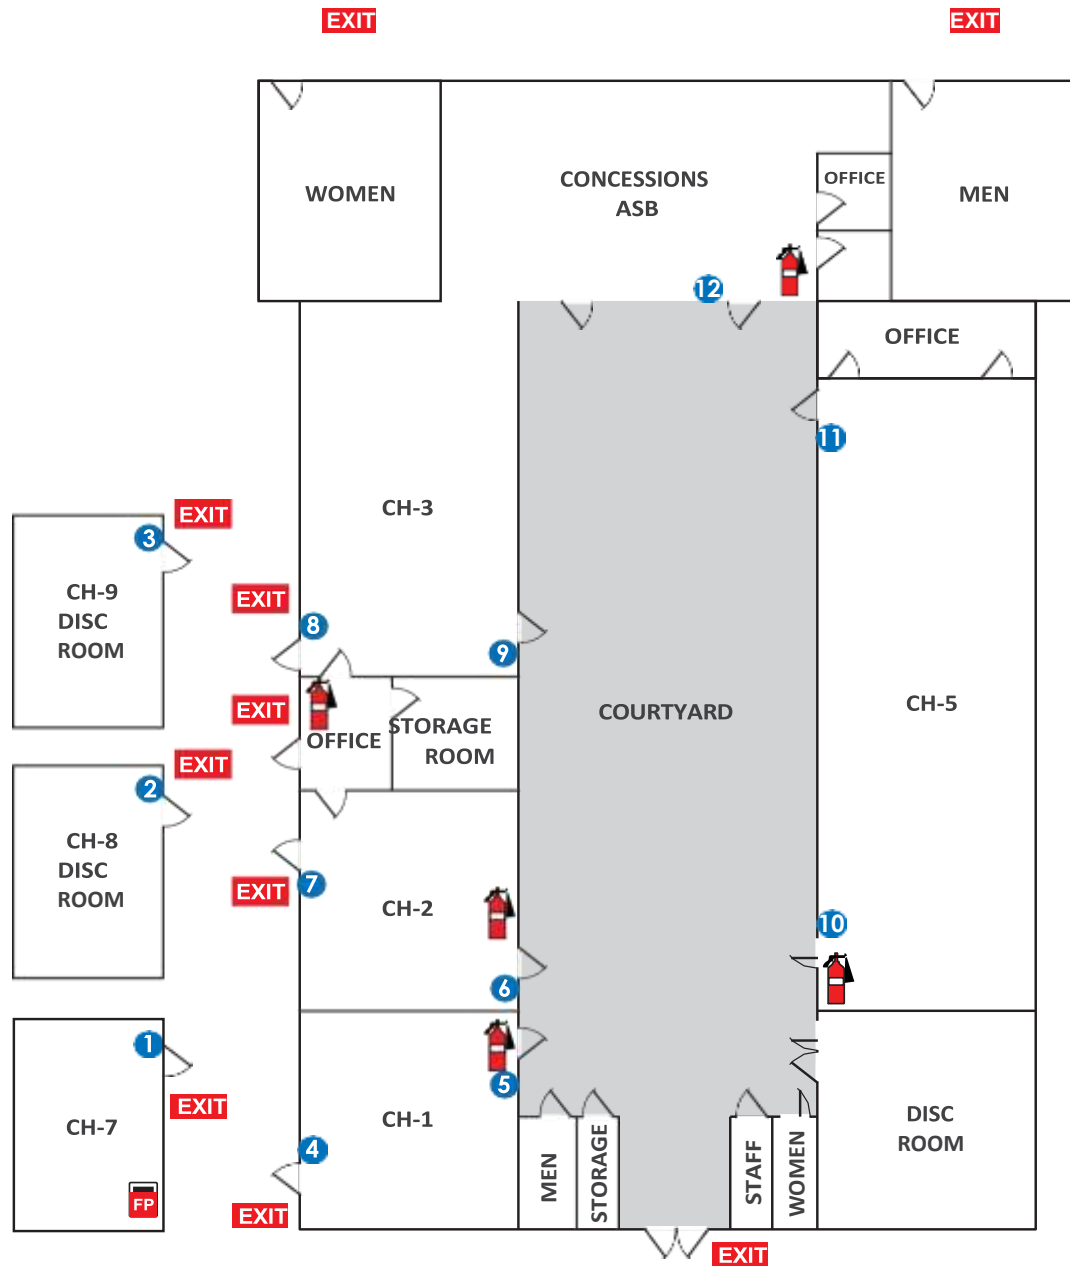 EXIT
EXIT
WOMEN
CONCESSIONS
ASB
OFFICE
MEN
12
OFFICE
11
CH-3
EXIT
3
CH-9
DISC
ROOM
EXIT
8
9
EXIT
OFFICE
STORAGE
ROOM
COURTYARD
CH-5
EXIT
2
CH-8
DISC
ROOM
EXIT
7
CH-2
10
6
1
EXIT
CH-7
FP
5
CH-1
4
EXIT
MEN
STORAGE
STAFF
WOMEN
DISC
ROOM
EXIT